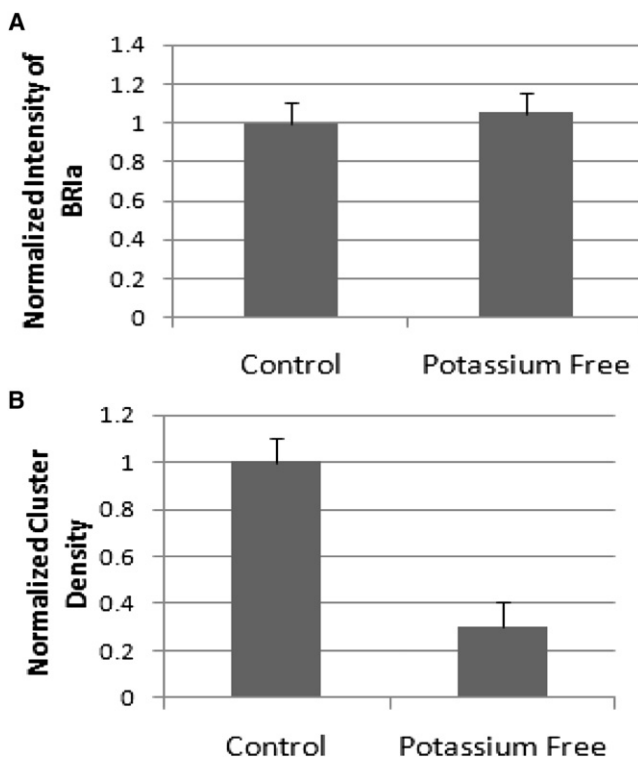 A
Normalized Intensity of
BRIa
1.4
1.2
1
0.8
0.6
0.4
0.2
0
Control Potassium Free
B
Normalized Cluster
Density
1.2
1
0.8
0.6
0.4
0.2
0
Control Potassium Free